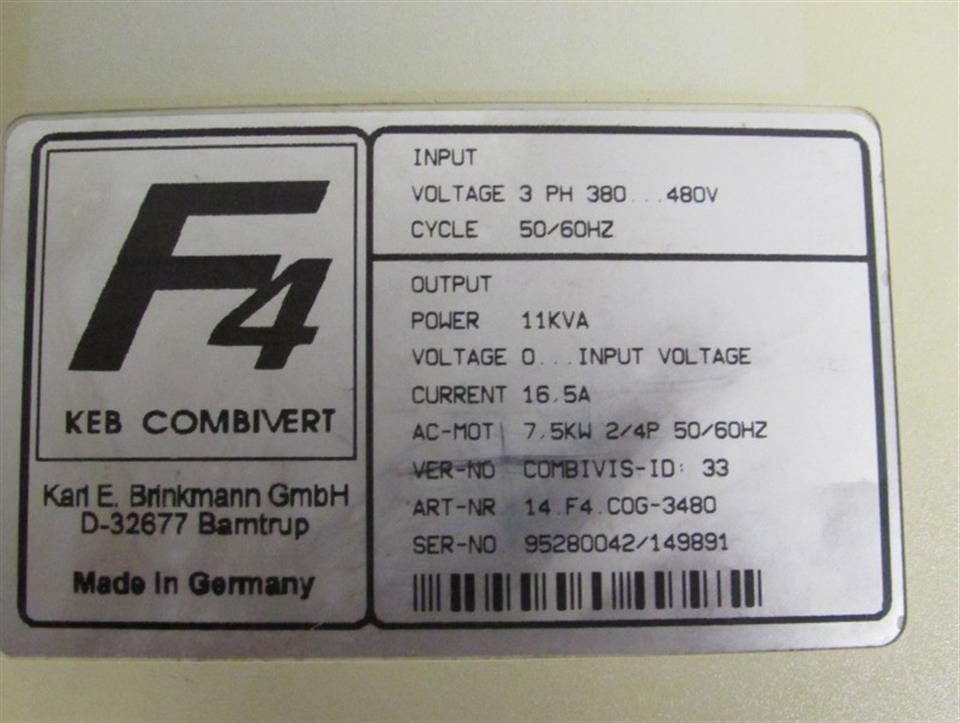 F4
KEB COMBIVERT
Karl E. Brinkmann GmbH
D-32677 Barntrup
Made In Germany
INPUT
VOLTAGE 3 PH 380...480V
CYCLE 50/60HZ
OUTPUT
POWER 11KVA
VOLTAGE 0...INPUT VOLTAGE
CURRENT 16,5A
AC-MOT 7,5KW 2/4P 50/60HZ
VER-NO COMBIVIS-ID: 33
ART-NR 14.F4.C0G-3480
SER-NO 95280042/149891